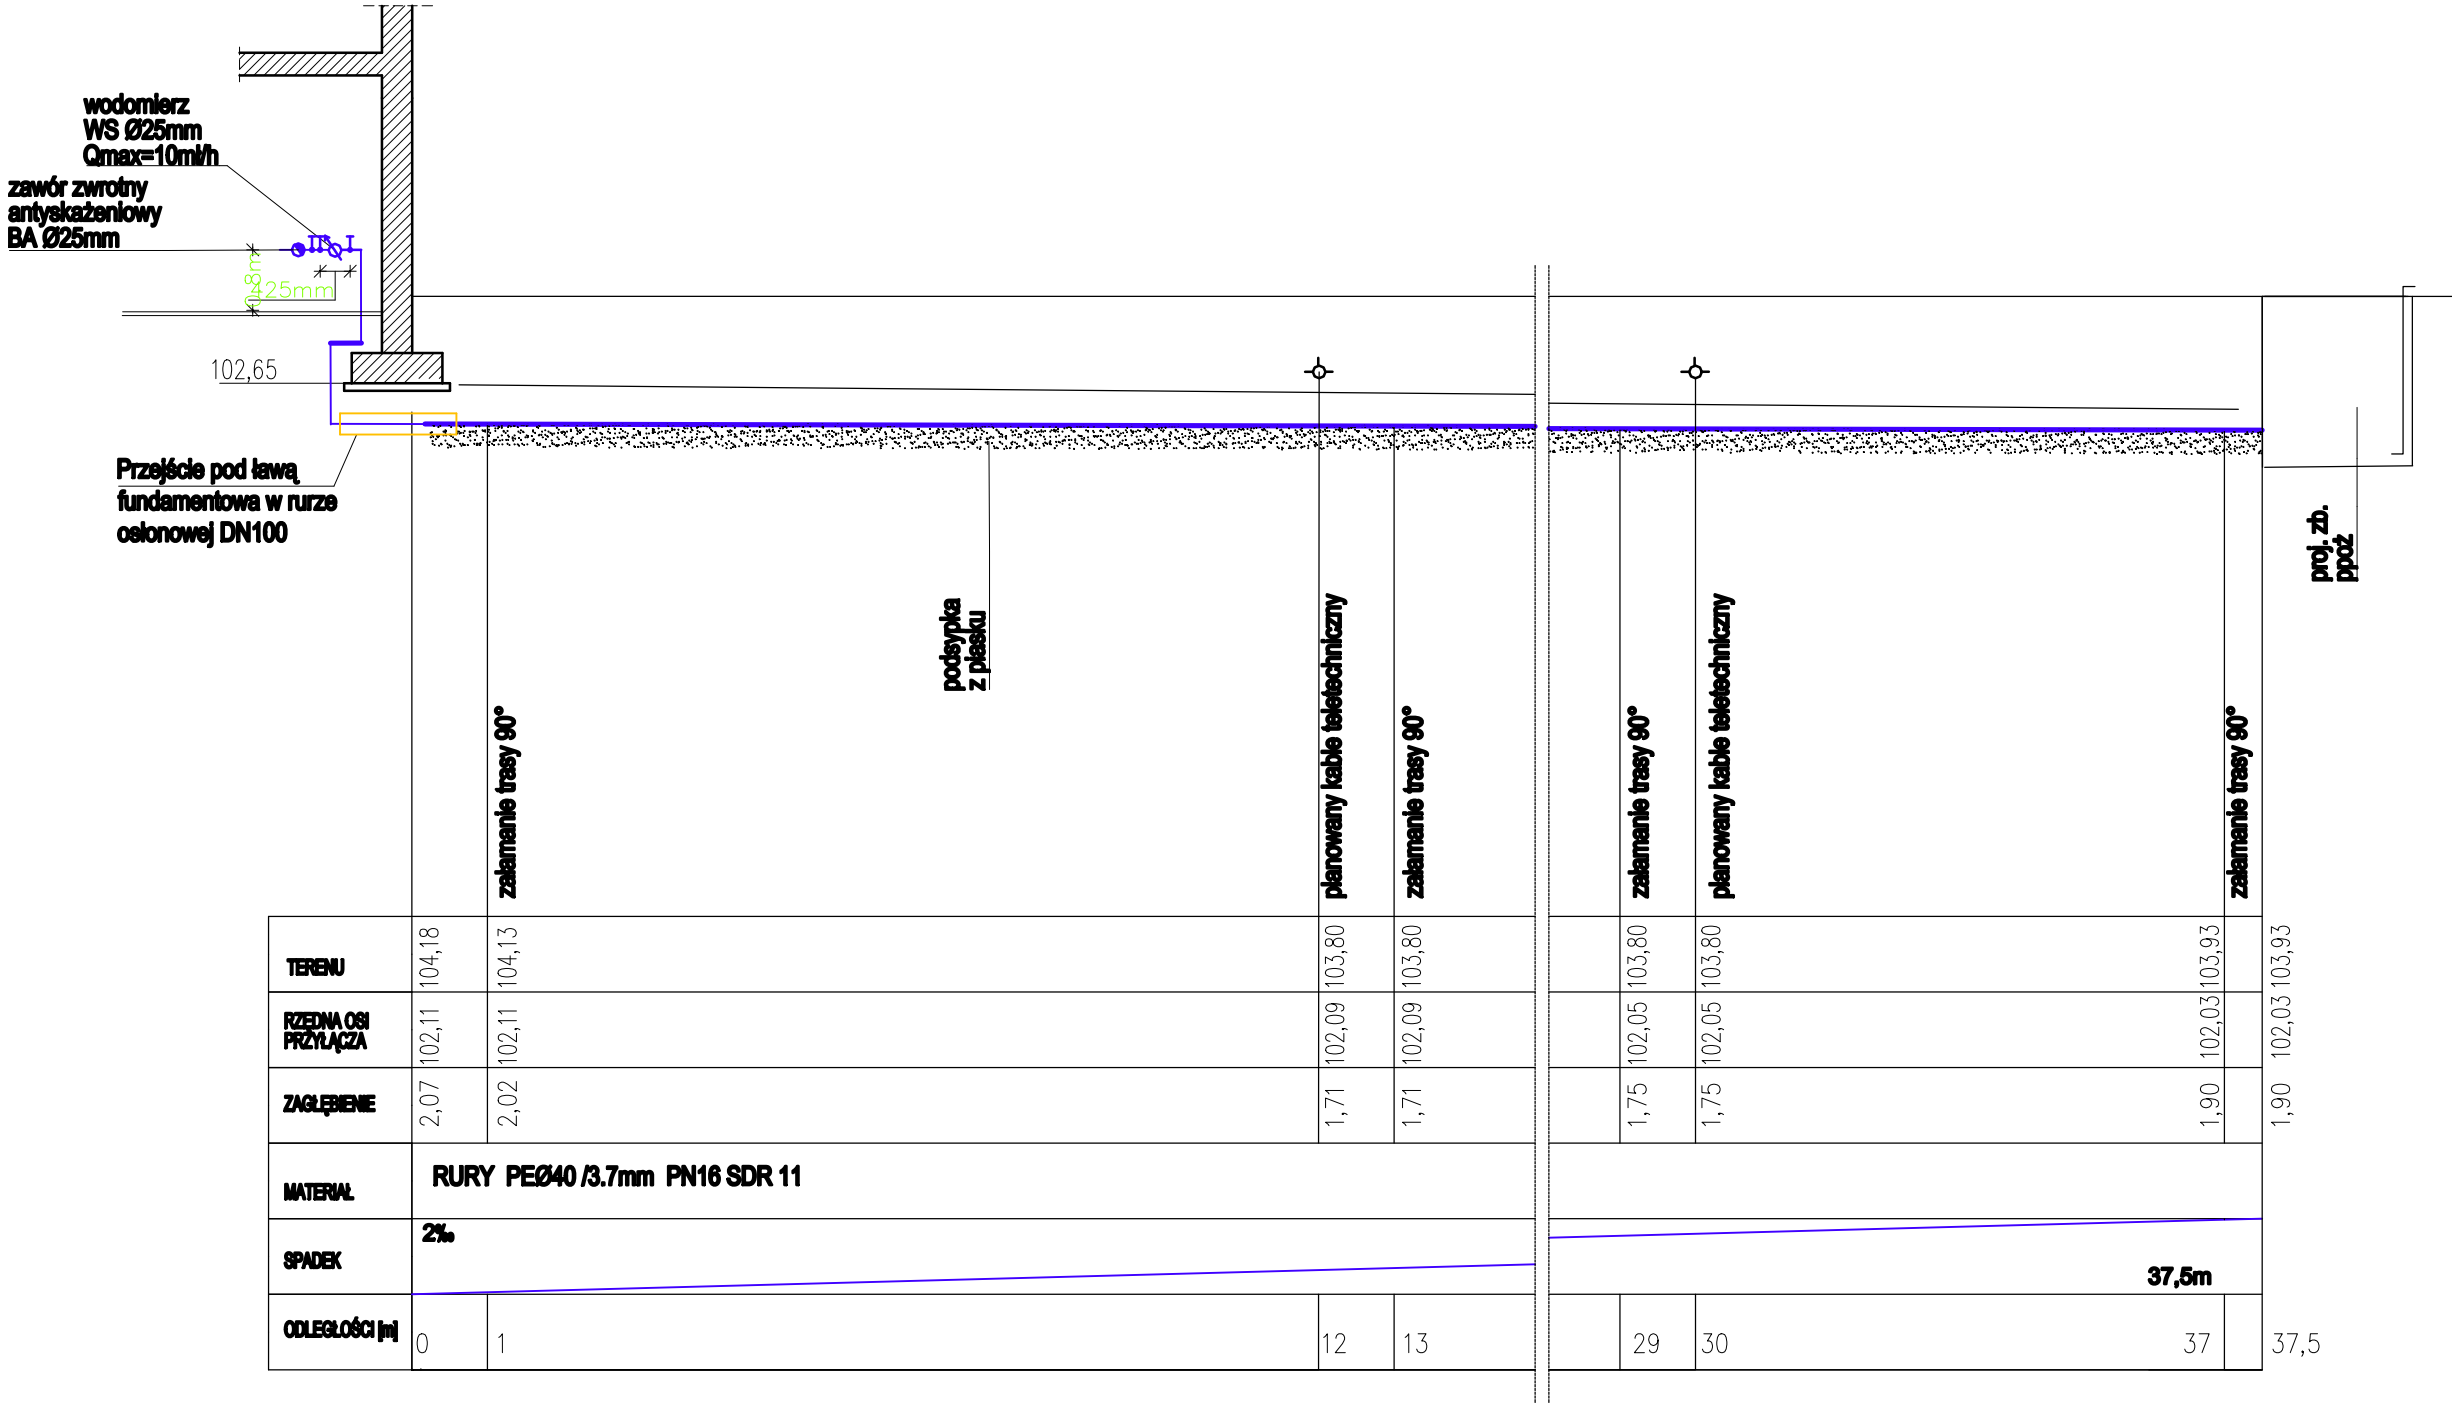 wodomierz
WS Ø25mm
Qmax=10mł/h
zawór zwrotny
antyskażeniowy
BA Ø25mm
0,8m
425mm
102,65
Przejście pod ławą
fundamentowa w rurze
osłonowej DN100
podsypka
z piasku
proj. zb.
ppoż
załamanie trasy 90°
planowany kable teletechniczny
załamanie trasy 90°
załamanie trasy 90°
planowany kable teletechniczny
załamanie trasy 90°
TERENU
104,18 104,13 103,80 103,80 103,80 103,80 103,93 103,93
RZĘDNA OSI
PRZYŁĄCZA
102,11 102,11 102,09 102,09 102,05 102,05 102,03 102,03
ZAGŁĘBIENIE
2,07 2,02 1,71 1,71 1,75 1,75 1,90 1,90
MATERIAŁ
RURY PEØ40 /3.7mm PN16 SDR 11
SPADEK
2‰
37,5m
ODLEGŁOŚCI [m]
0 1 12 13 29 30 37 37,5